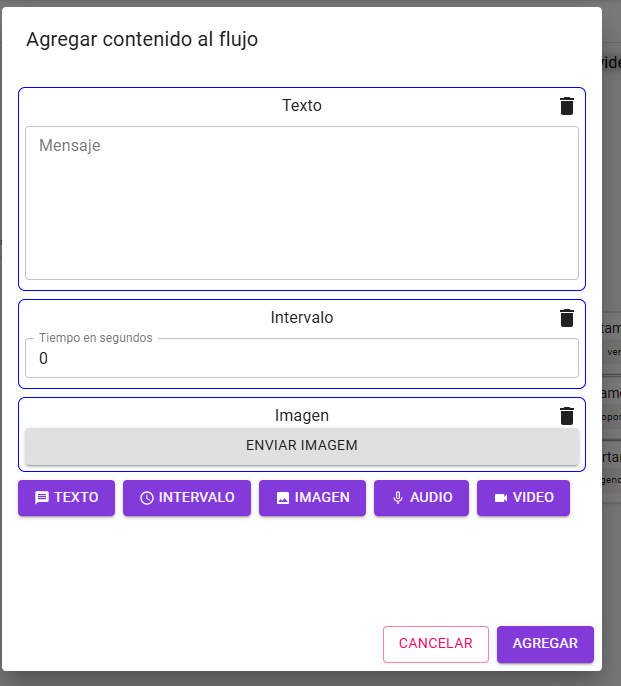 Agregar contenido al flujo
Texto
Mensaje
Intervalo
Tiempo en segundos
0
Imagen
ENVIAR IMAGEM
TEXTO INTERVALO IMAGEN AUDIO VIDEO
CANCELAR AGREGAR